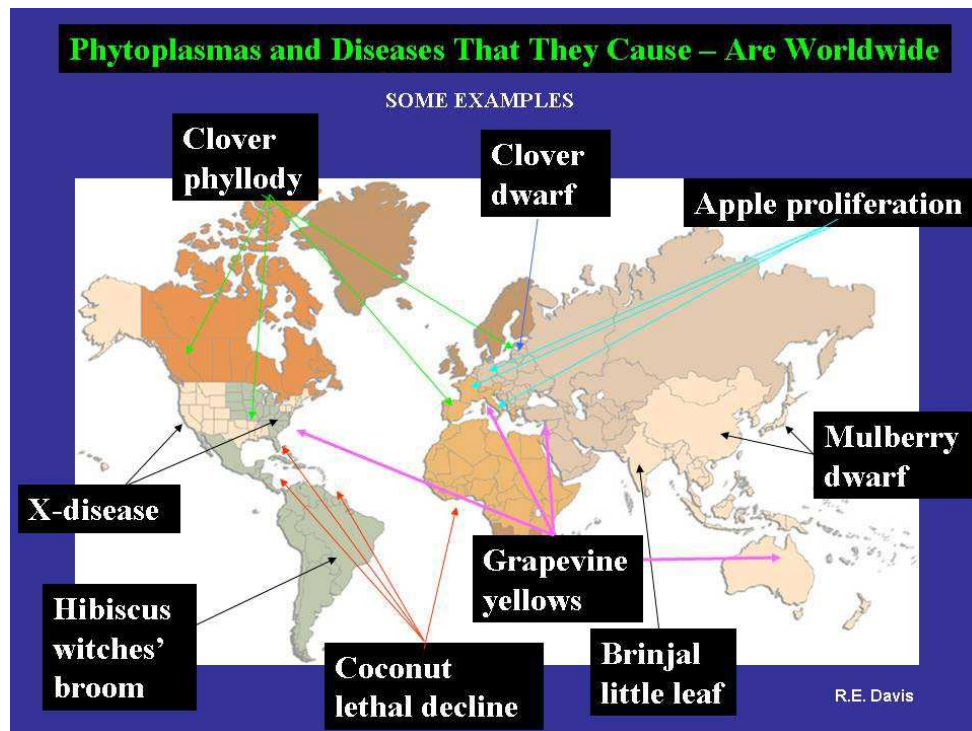 Phytoplasmas and Diseases That They Cause – Are Worldwide
SOME EXAMPLES
Clover
phyllody
Clover
dwarf
Apple proliferation
Mulberry
dwarf
X-disease
Grapevine
yellows
Hibiscus
witches’
broom
Coconut
lethal decline
Brinjal
little leaf
R.E. Davis